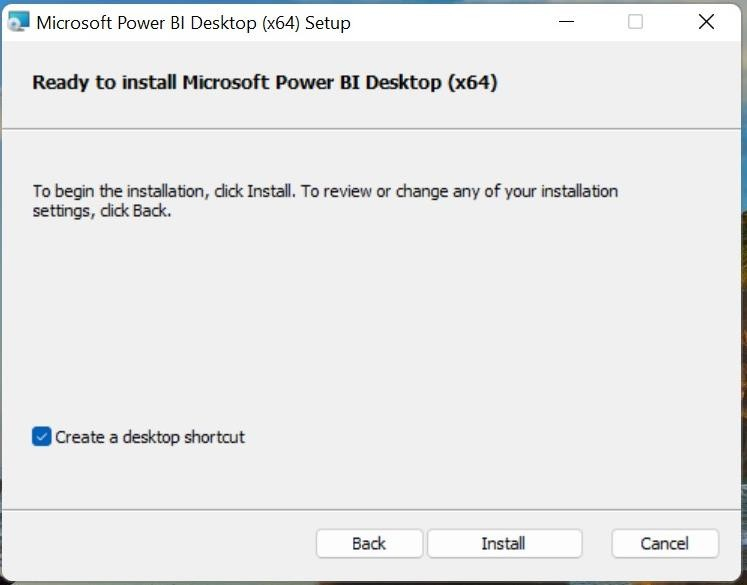 Microsoft Power BI Desktop (x64) Setup
Ready to install Microsoft Power BI Desktop (x64)
To begin the installation, click Install. To review or change any of your installation
settings, click Back.
Create a desktop shortcut
Back
Install
Cancel